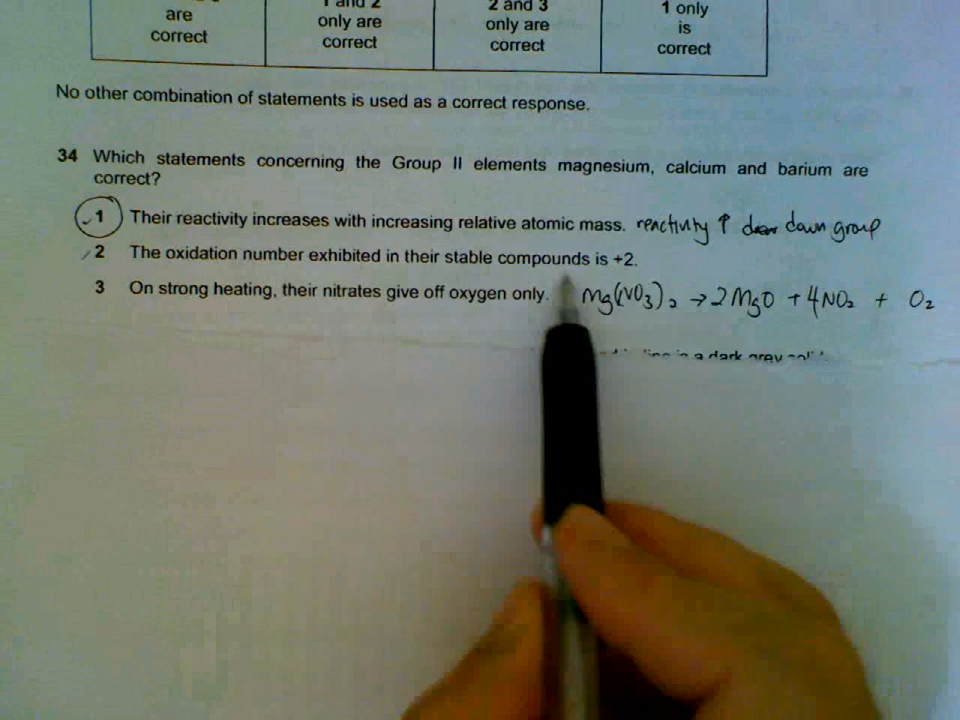 are
correct
1 and 2
only are
correct
2 and 3
only are
correct
1 only
is
correct
No other combination of statements is used as a correct response.
34 Which statements concerning the Group II elements magnesium, calcium and barium are
correct?
1 Their reactivity increases with increasing relative atomic mass. reactivity ↑ down group
2 The oxidation number exhibited in their stable compounds is +2.
3 On strong heating, their nitrates give off oxygen only. Mg(NO₃)₂ → 2MgO + 4NO₂ + O₂
is a dark grey